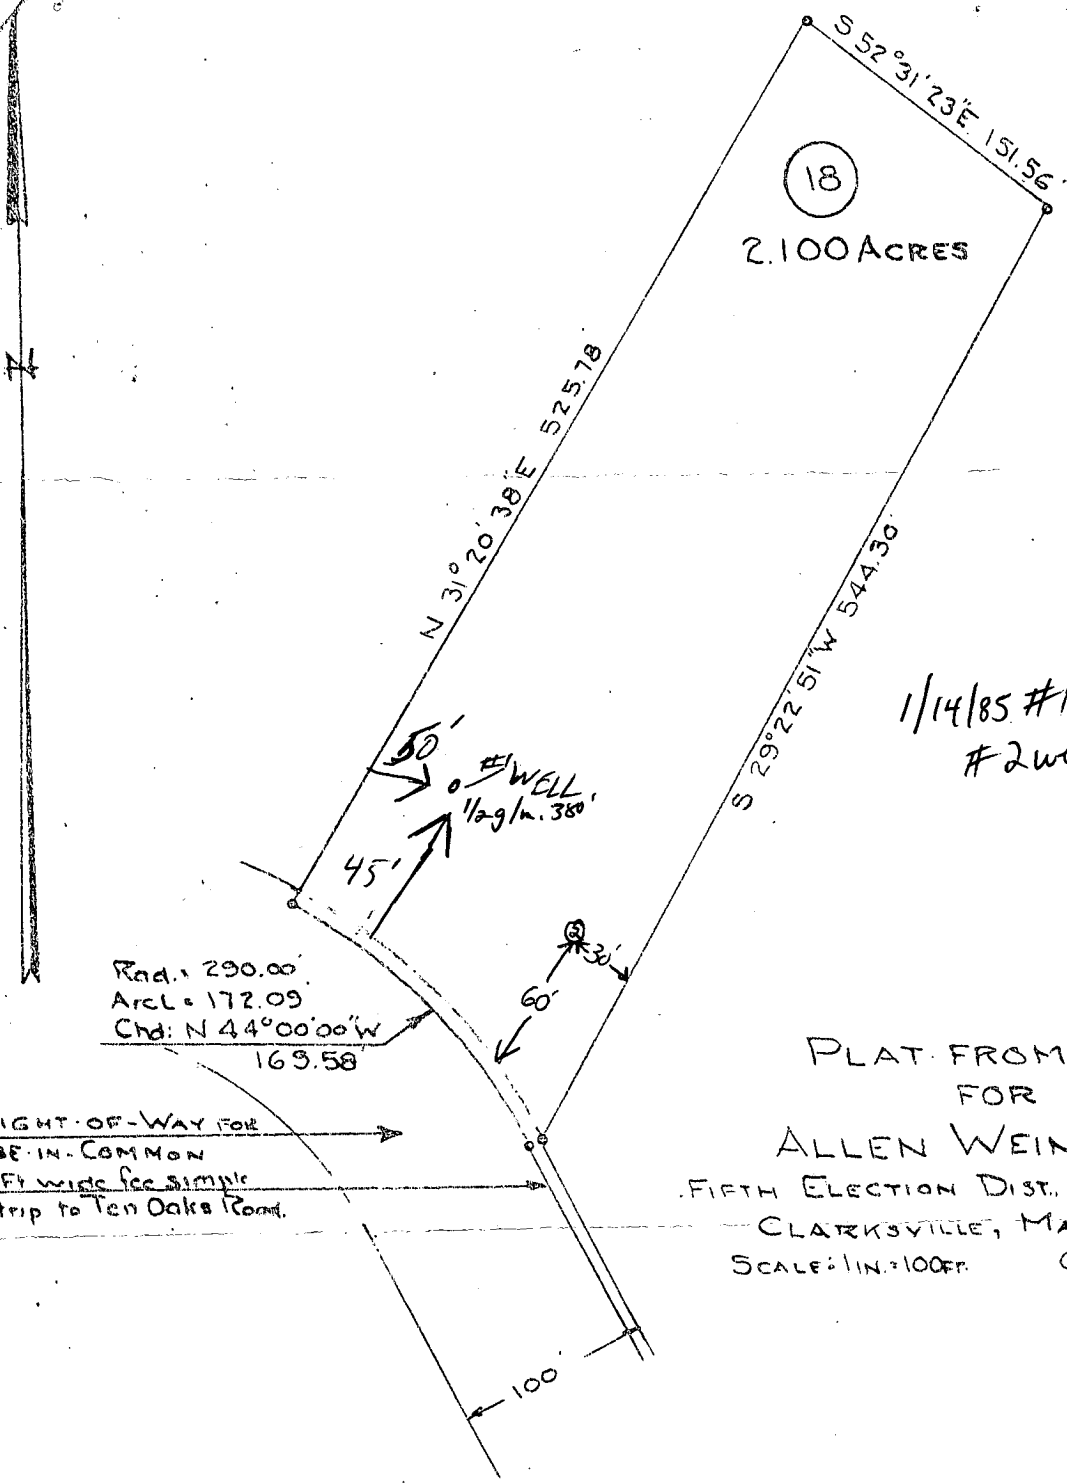 S 52°31'23"E 151.56'
18
2.100 ACRES
N 31°20'38"E 525.78
S 29°22'51"W 544.30'
N
1/14/85 #1
#2
50'
#1 WELL
1/2 g/m. 380'
45'
2
30'
60'
Rad.: 290.00'
ArcL = 172.09
Chd: N 44°00'00"W
169.58'
IGHT-OF-WAY FOR
IN-COMMON
Ft wide fee simple
trip to Ten Oaks Road.
100'
PLAT FROM
FOR
ALLEN WEIN
FIFTH ELECTION DIST.,
CLARKSVILLE, MA
SCALE: 1 IN. = 100 FT.